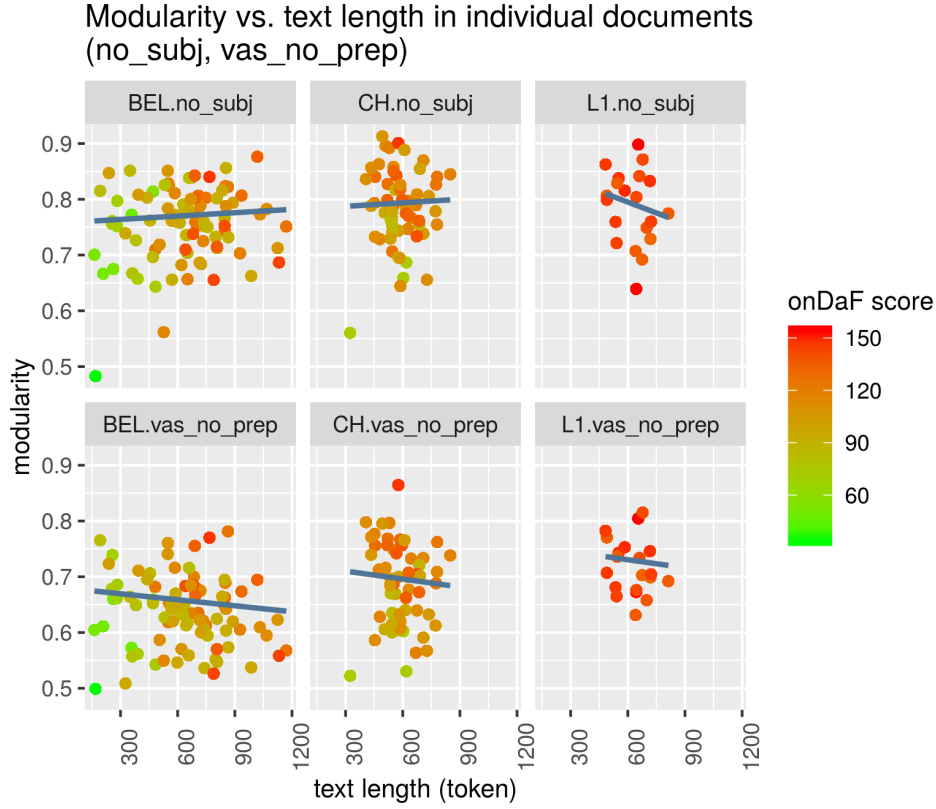 Modularity vs. text length in individual documents
(no_subj, vas_no_prep)
BEL.no_subj CH.no_subj L1.no_subj
0.9
0.8
0.7
0.6
0.5
BEL.vas_no_prep CH.vas_no_prep L1.vas_no_prep
0.9
0.8
0.7
0.6
0.5
modularity
300 600 900 1200 300 600 900 1200 300 600 900 1200
text length (token)
onDaF score
150
120
90
60